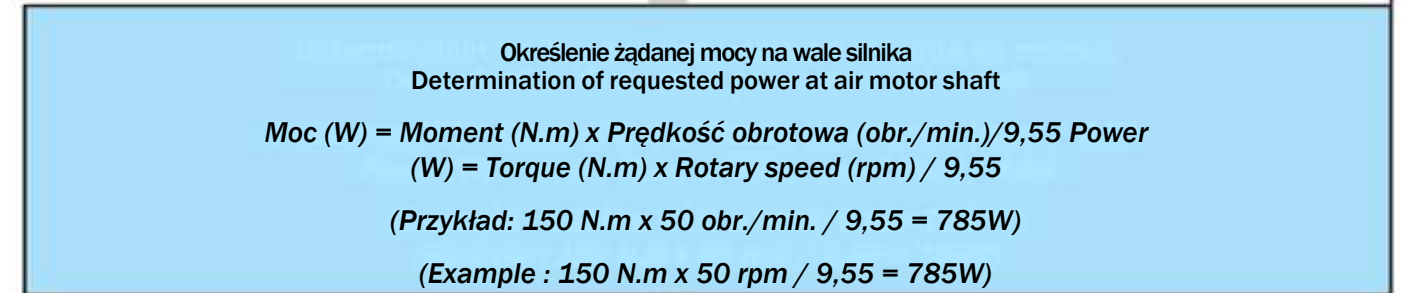 Określenie żądanej mocy na wale silnika
Determination of requested power at air motor shaft
Moc (W) = Moment (N.m) x Prędkość obrotowa (obr./min.)/9,55 Power
(W) = Torque (N.m) x Rotary speed (rpm) / 9,55
(Przykład: 150 N.m x 50 obr./min. / 9,55 = 785W)
(Example : 150 N.m x 50 rpm / 9,55 = 785W)